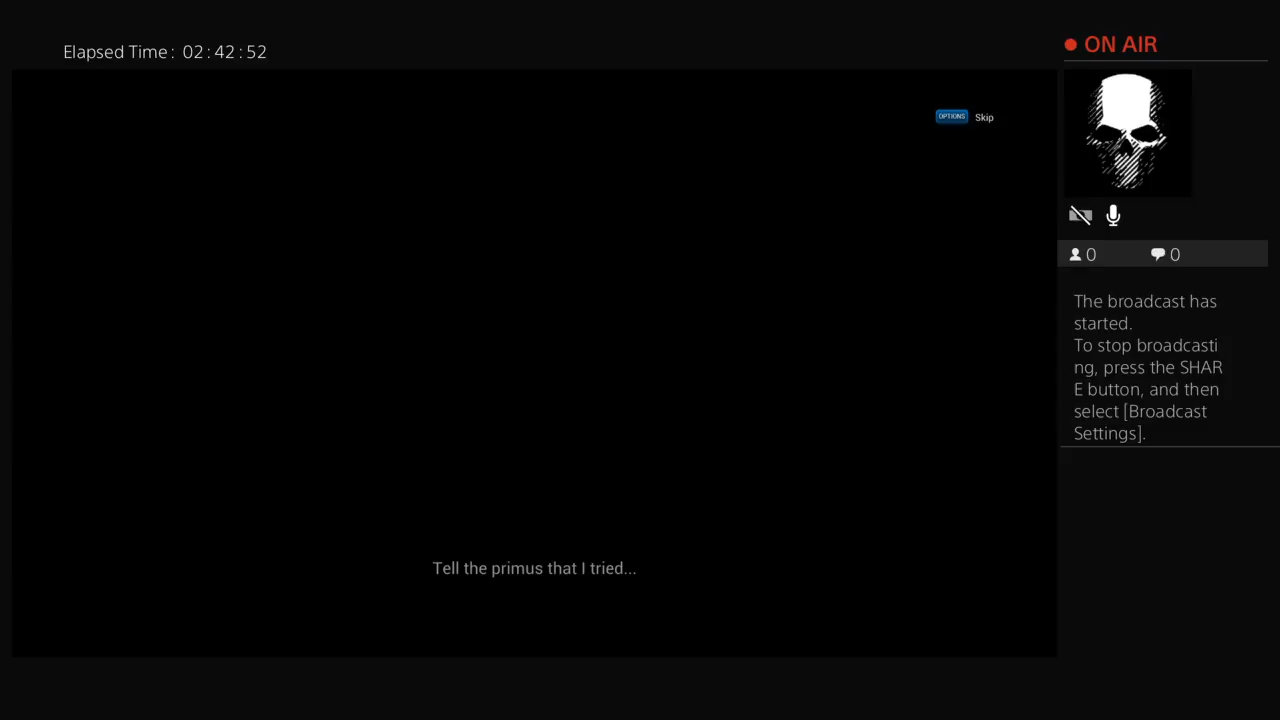 Elapsed Time: 02:42:52
ON AIR
OPTIONS Skip
0 0
The broadcast has
started.
To stop broadcasti
ng, press the SHAR
E button, and then
select [Broadcast
Settings].
Tell the primus that I tried...